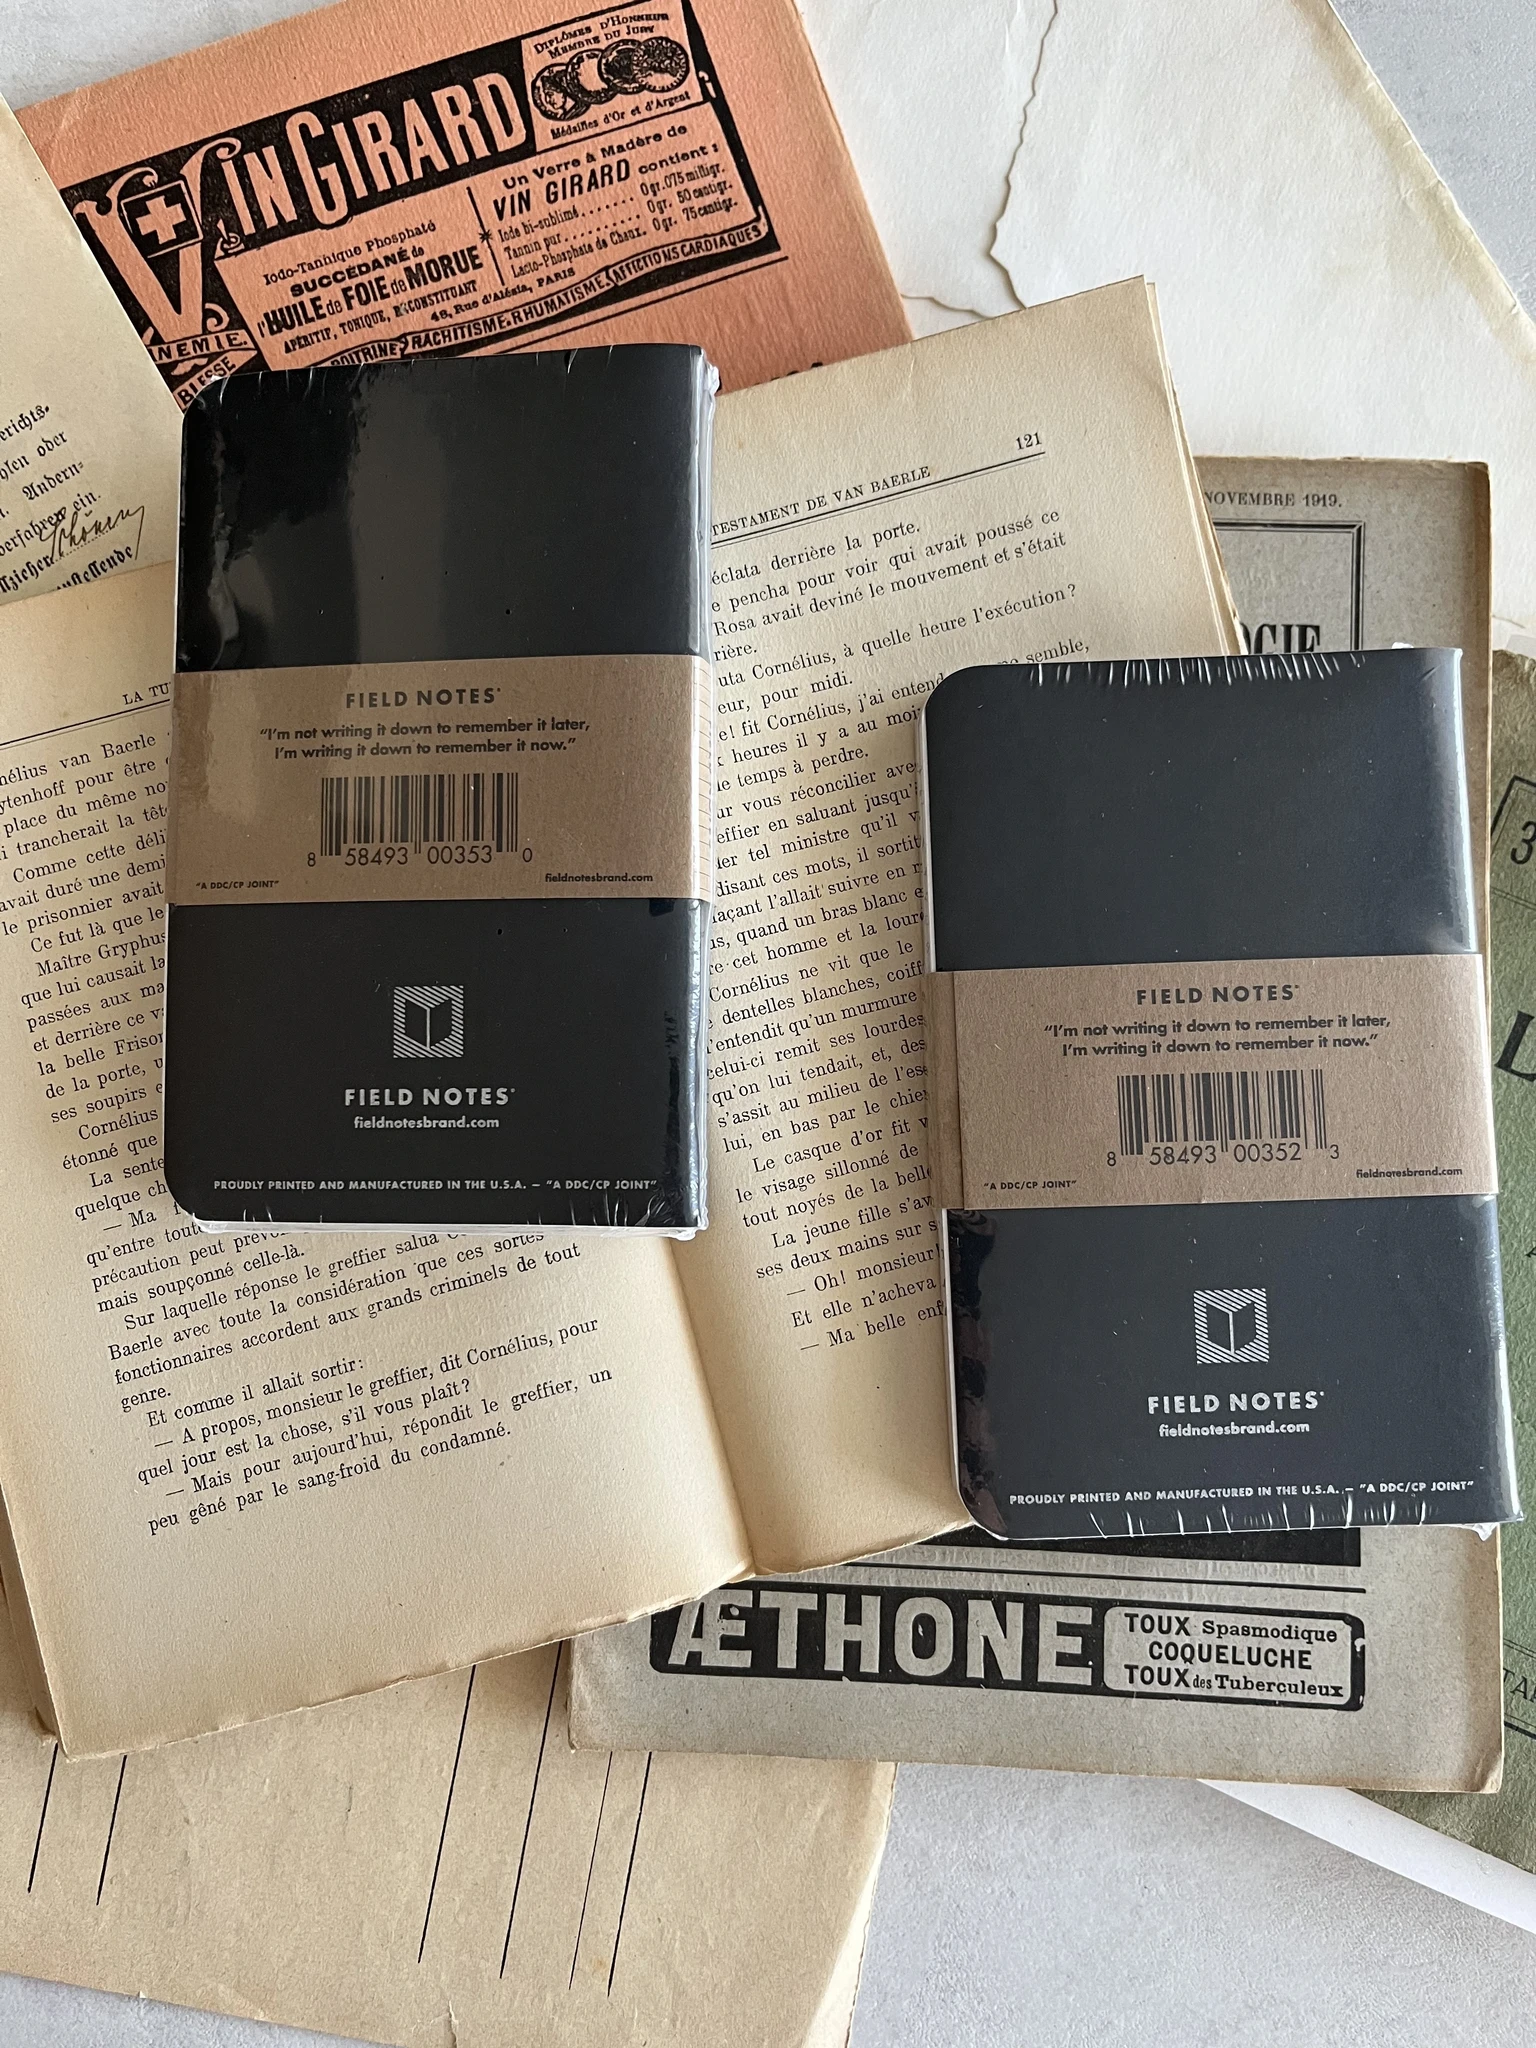 VIN GIRARD
DIPLÔMES D'HONNEUR
MEMBRE DU JURY
Médailles d'Or et d'Argent
Iodo-Tannique Phosphaté
SUCCÉDANÉ de
l'HUILE de FOIE de MORUE
APÉRITIF, TONIQUE, RECONSTITUANT
48, Rue d'Alésia, PARIS
Un Verre à Madère de
VIN GIRARD contient :
Iode bi-sublimé....... 0gr.075 milligr.
Tannin pur.......... 0gr. 50 centigr.
Lacto-Phosphate de Chaux. 0gr. 75 centigr.
POITRINE, RACHITISME, RHUMATISME, AFFECTIONS CARDIAQUES
NEMIE.
BLESSE
erichts-
hlen oder
Andern-
verfahren ein.
LA TU
nélius van Baerle
ytenhoff pour être
place du même no
i trancherait la têt
Comme cette déli
avait duré une demi
le prisonnier avait
Ce fut là que le
Maître Gryphus
que lui causait la
passées aux ma
et derrière ce v
la belle Frison
de la porte, u
ses soupirs e
Cornélius
étonné que
La sente
quelque ch
— Ma
qu'entre toute
précaution peut prév
mais soupçonné celle-là.
Sur laquelle réponse le greffier salua C
Baerle avec toute la considération que ces sortes
fonctionnaires accordent aux grands criminels de tout
genre.
Et comme il allait sortir:
— A propos, monsieur le greffier, dit Cornélius, pour
quel jour est la chose, s'il vous plaît?
— Mais pour aujourd'hui, répondit le greffier, un
peu gêné par le sang-froid du condamné.
TESTAMENT DE VAN BAERLE 121
éclata derrière la porte.
e pencha pour voir qui avait poussé ce
Rosa avait deviné le mouvement et s'était
rière.
uta Cornélius, à quelle heure l'exécution?
eur, pour midi. semble,
e! fit Cornélius, j'ai entend
x heures il y a au moi
le temps à perdre.
ur vous réconcilier ave
effier en saluant jusqu'
er tel ministre qu'il v
disant ces mots, il sortit
açant l'allait suivre en
s, quand un bras blanc e
re cet homme et la lour
Cornélius ne vit que le
dentelles blanches, coiff
'entendit qu'un murmure
celui-ci remit ses lourdes
qu'on lui tendait, et, des
s'assit au milieu de l'es
lui, en bas par le chie
Le casque d'or fit v
le visage sillonné de
tout noyés de la belle
La jeune fille s'av
ses deux mains sur s
— Oh! monsieur
Et elle n'acheva
— Ma belle enf
NOVEMBRE 1919.
OGIE
3
FIELD NOTES
“I’m not writing it down to remember it later,
I’m writing it down to remember it now.”
8 58493 00353 0
“A DDC/CP JOINT” fieldnotesbrand.com
FIELD NOTES
fieldnotesbrand.com
PROUDLY PRINTED AND MANUFACTURED IN THE U.S.A. — “A DDC/CP JOINT”
FIELD NOTES
“I’m not writing it down to remember it later,
I’m writing it down to remember it now.”
8 58493 00352 3
“A DDC/CP JOINT” fieldnotesbrand.com
FIELD NOTES
fieldnotesbrand.com
PROUDLY PRINTED AND MANUFACTURED IN THE U.S.A. — “A DDC/CP JOINT”
ÆTHONE
TOUX Spasmodique
COQUELUCHE
TOUX des Tuberculeux